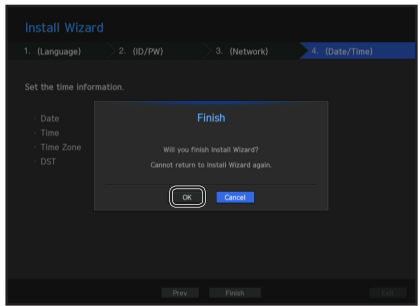 Install Wizard
1. (Language) 2. (ID/PW) 3. (Network) 4. (Date/Time)
Set the time information.
· Date
· Time
· Time Zone
· DST
Finish
Will you finish Install Wizard?
Cannot return to Install Wizard again.
OK Cancel
Prev Finish Exit